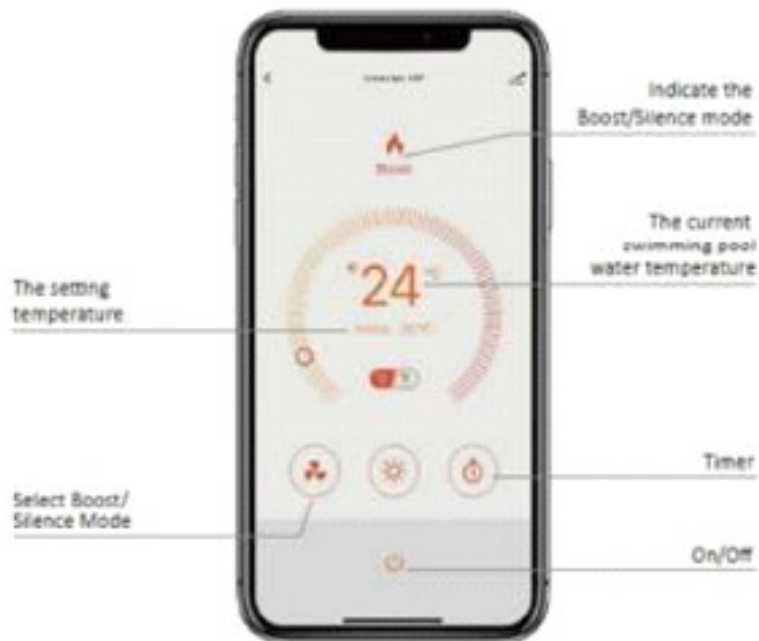 Indicate the
Boost/Silence mode
Boost
The current
swimming pool
water temperature
24
°C
The setting
temperature
Timer
Select Boost/
Silence Mode
On/Off